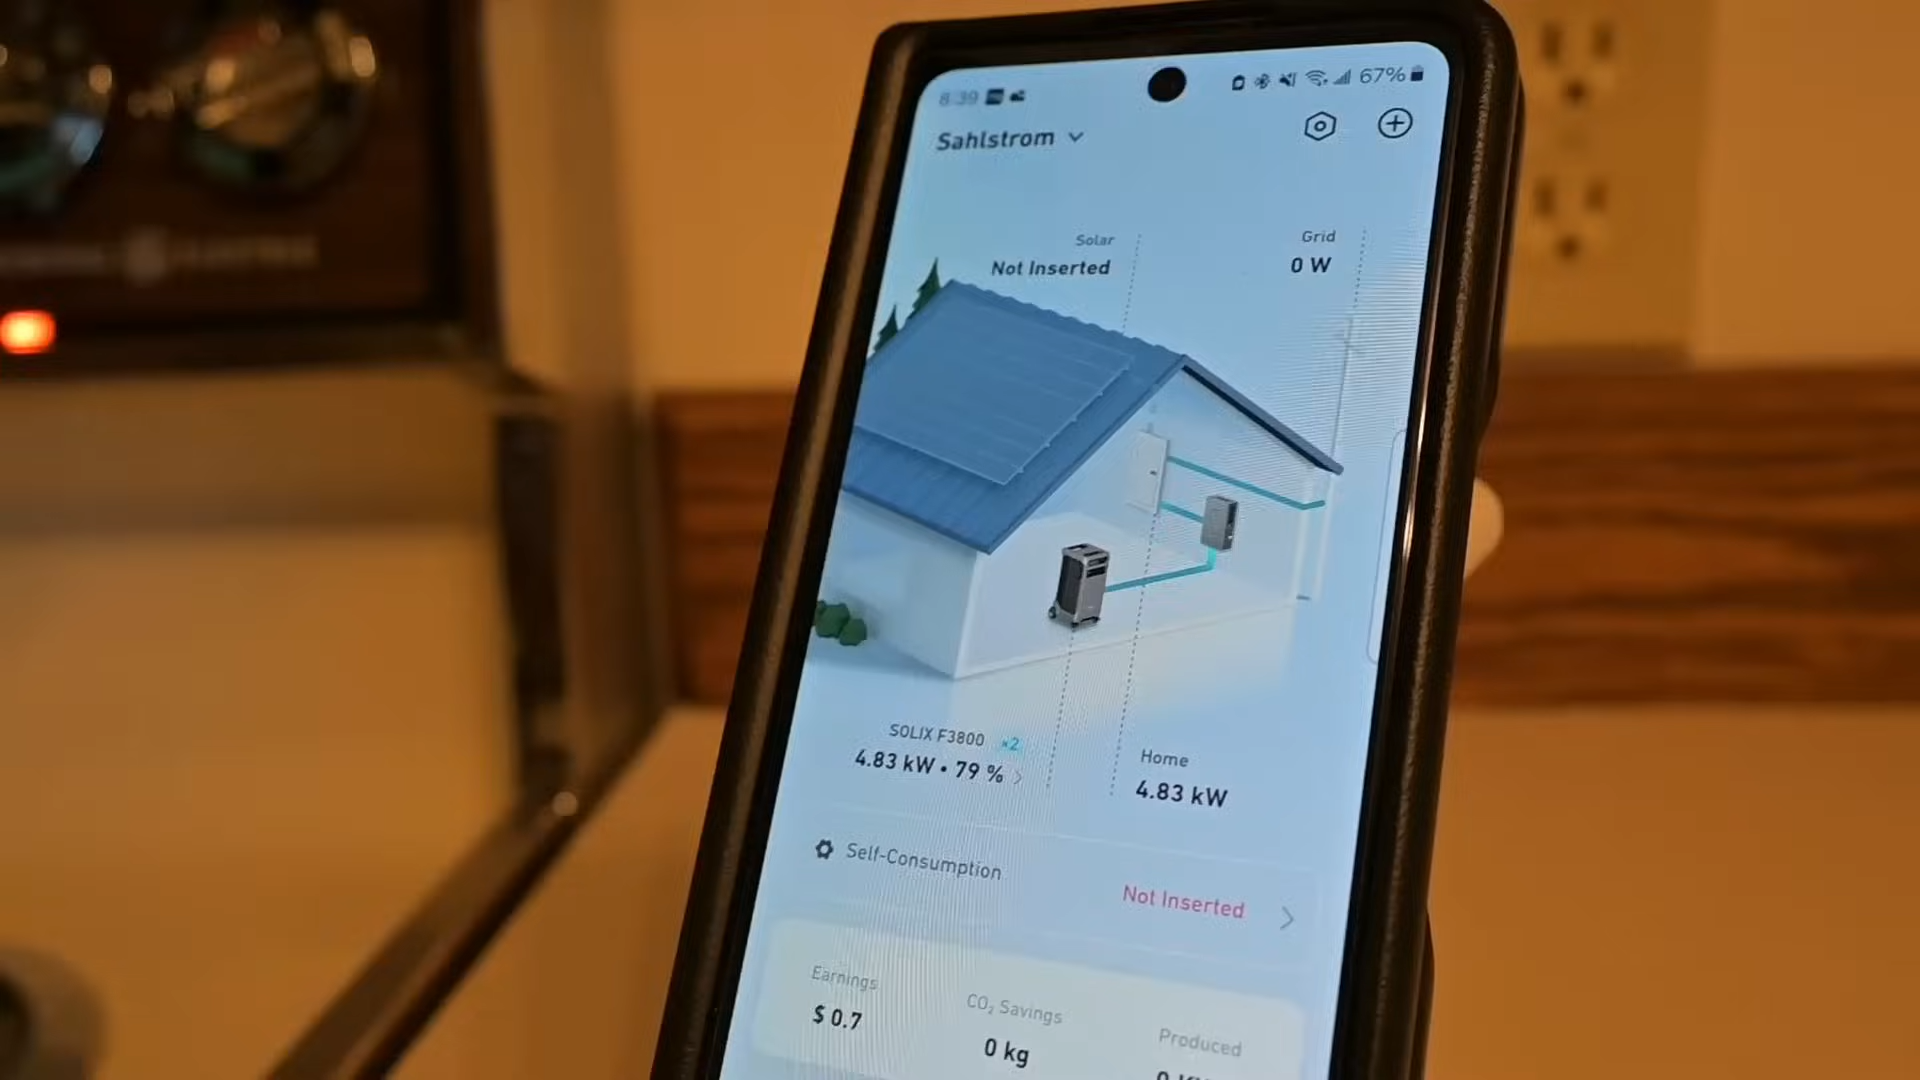 8:39 67%
Sahlstrom
Solar
Not Inserted
Grid
0 W
SOLIX F3800 ×2
4.83 kW • 79 %
Home
4.83 kW
Self-Consumption
Not Inserted
Earnings
$ 0.7
CO₂ Savings
0 kg
Produced